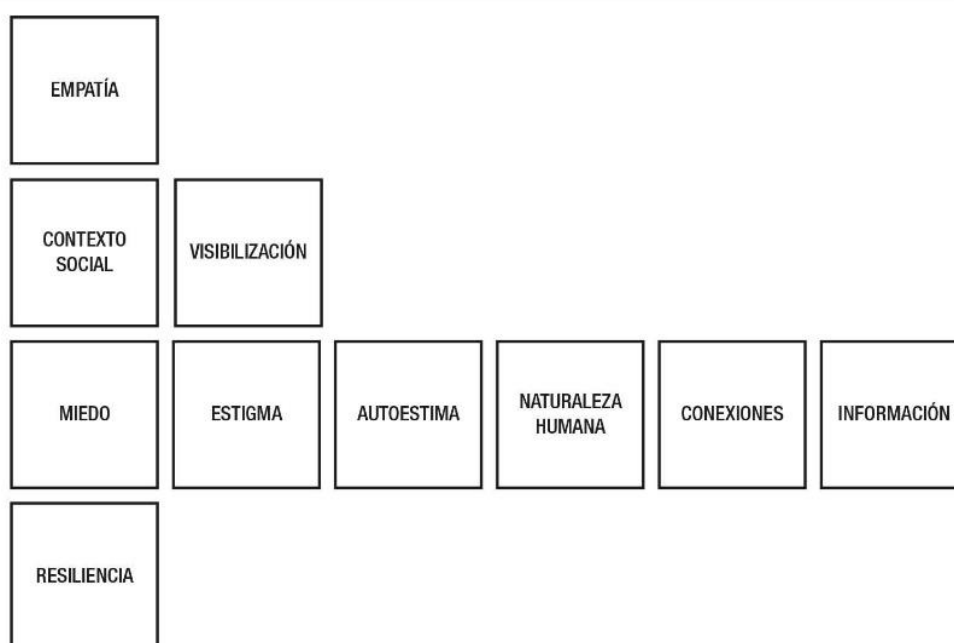 EMPATÍA
CONTEXTO
SOCIAL
VISIBILIZACIÓN
MIEDO
ESTIGMA
AUTOESTIMA
NATURALEZA
HUMANA
CONEXIONES
INFORMACIÓN
RESILIENCIA